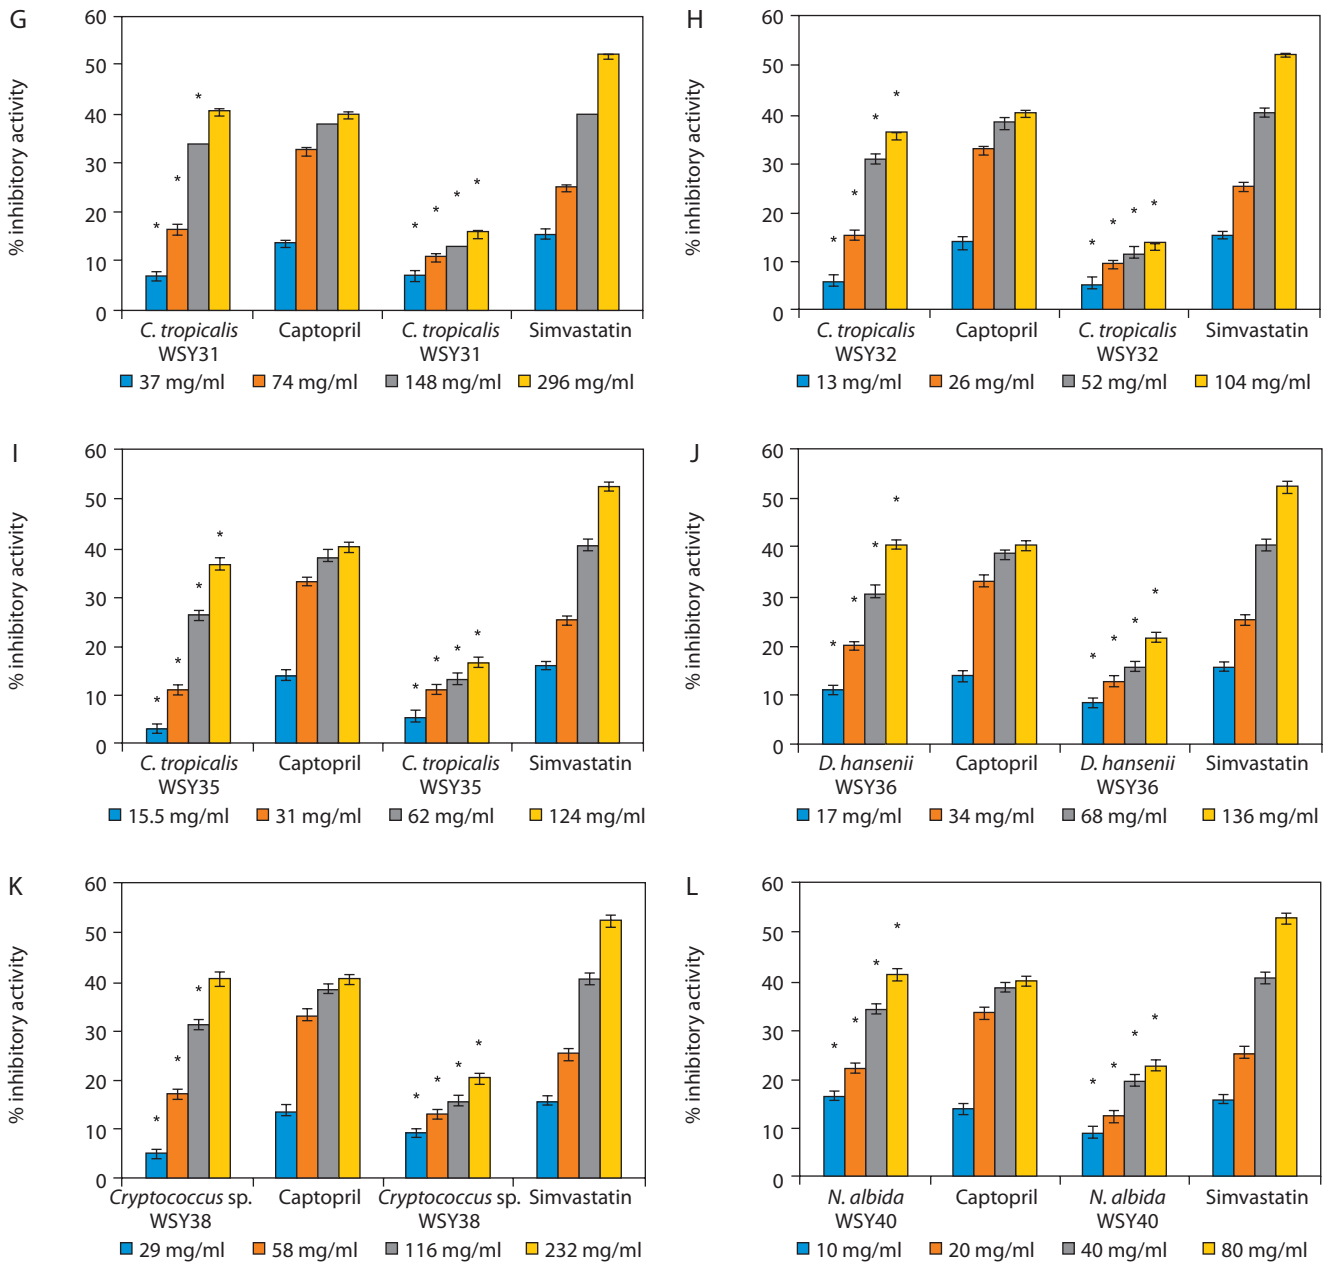 G
% inhibitory activity
60
50
40
30
20
10
0
* * * * * * *
C. tropicalis WSY31
Captopril
C. tropicalis WSY31
Simvastatin
37 mg/ml 74 mg/ml 148 mg/ml 296 mg/ml
H
% inhibitory activity
60
50
40
30
20
10
0
* * * * * * * *
C. tropicalis WSY32
Captopril
C. tropicalis WSY32
Simvastatin
13 mg/ml 26 mg/ml 52 mg/ml 104 mg/ml
I
% inhibitory activity
60
50
40
30
20
10
0
* * * * * * * *
C. tropicalis WSY35
Captopril
C. tropicalis WSY35
Simvastatin
15.5 mg/ml 31 mg/ml 62 mg/ml 124 mg/ml
J
% inhibitory activity
60
50
40
30
20
10
0
* * * * * * * *
D. hansenii WSY36
Captopril
D. hansenii WSY36
Simvastatin
17 mg/ml 34 mg/ml 68 mg/ml 136 mg/ml
K
% inhibitory activity
60
50
40
30
20
10
0
* * * * * * *
Cryptococcus sp. WSY38
Captopril
Cryptococcus sp. WSY38
Simvastatin
29 mg/ml 58 mg/ml 116 mg/ml 232 mg/ml
L
% inhibitory activity
60
50
40
30
20
10
0
* * * * * * * *
N. albida WSY40
Captopril
N. albida WSY40
Simvastatin
10 mg/ml 20 mg/ml 40 mg/ml 80 mg/ml